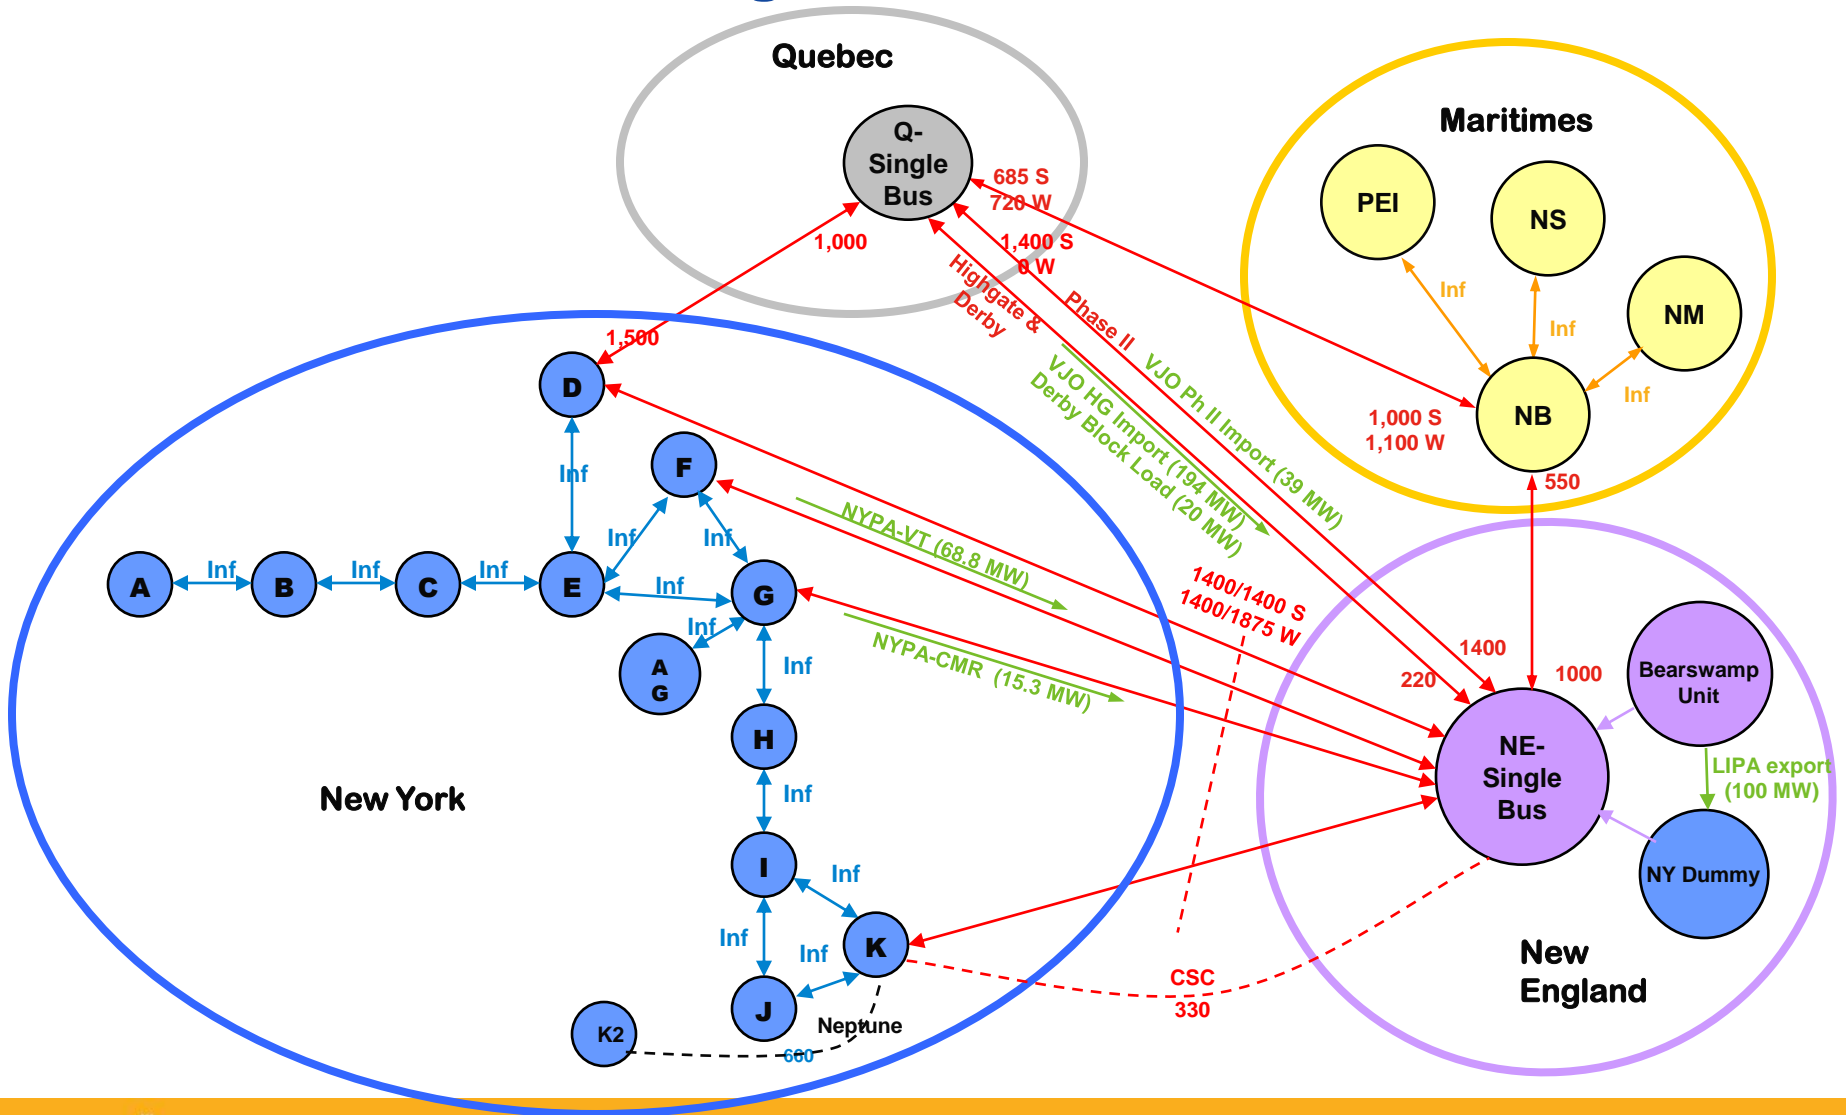 Quebec
Q-
Single
Bus
685 S
720 W
1,000
1,400 S
0 W
Highgate &
Derby
Phase II
1,500
Maritimes
PEI
NS
NM
NB
Inf
Inf
Inf
1,000 S
1,100 W
550
VJO Ph II Import (39 MW)
VJO HG Import (194 MW)
Derby Block Load (20 MW)
NYPA-VT (68.8 MW)
NYPA-CMR (15.3 MW)
1400/1400 S
1400/1875 W
1400
220
1000
D
F
Inf
Inf
Inf
A
Inf
B
Inf
C
Inf
E
Inf
G
Inf
A
G
Inf
H
Inf
I
Inf
Inf
Inf
K
J
K2
Neptune
660
New York
CSC
330
NE-
Single
Bus
Bearswamp
Unit
LIPA export
(100 MW)
NY Dummy
New
England